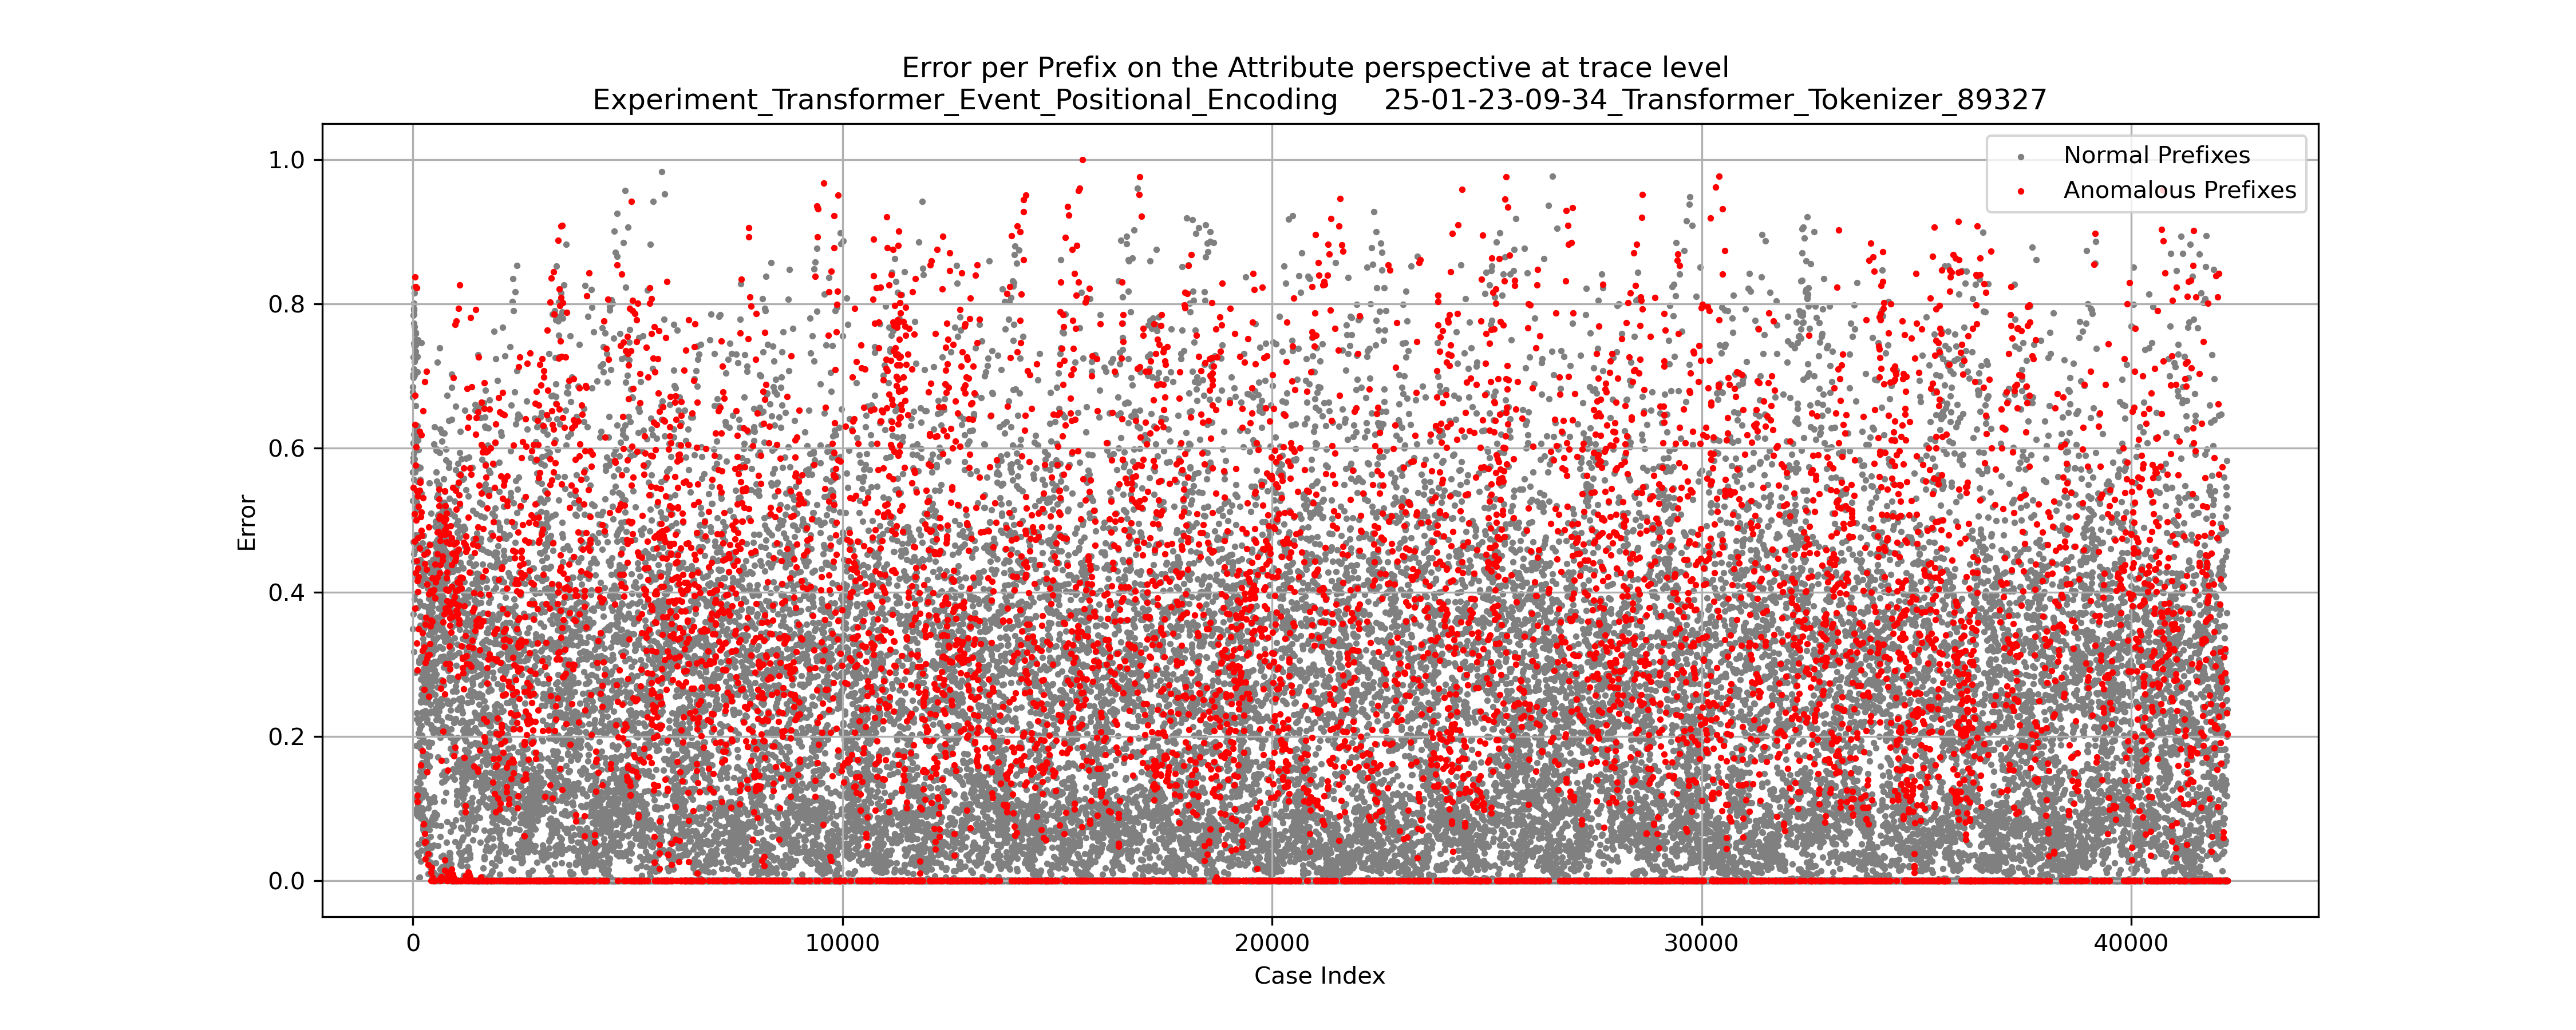 Error per Prefix on the Attribute perspective at trace level
Experiment_Transformer_Event_Positional_Encoding 25-01-23-09-34_Transformer_Tokenizer_89327
Normal Prefixes
Anomalous Prefixes
1.0
0.8
0.6
0.4
0.2
0.0
Error
0 10000 20000 30000 40000
Case Index